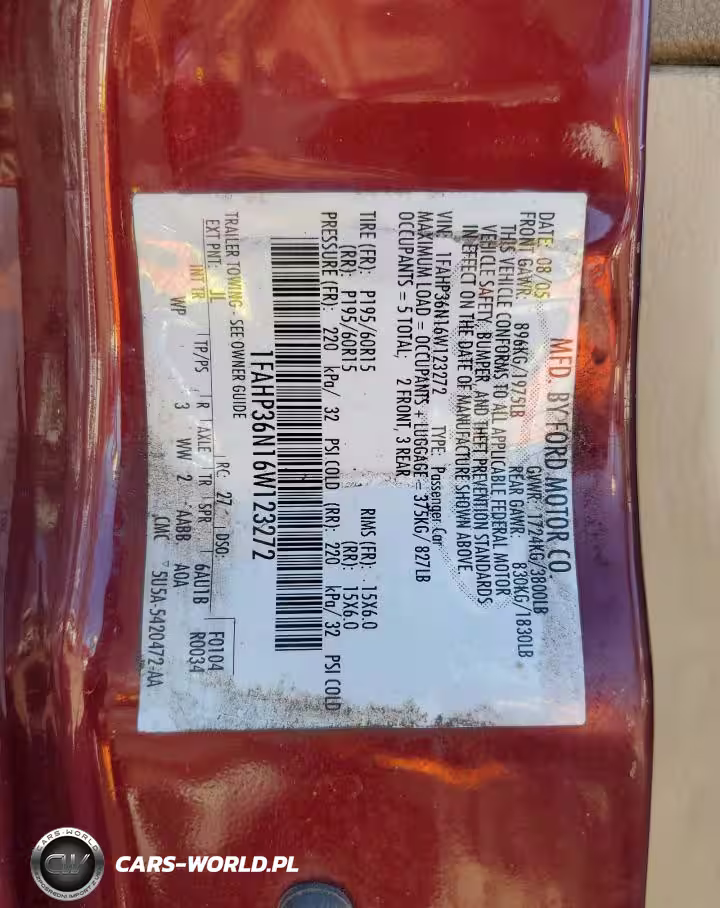 MFD. BY FORD MOTOR CO.
DATE: 08/05 GVWR: 1724KG/3800LB
FRONT GAWR: 896KG/1975LB REAR GAWR: 830KG/1830LB
THIS VEHICLE CONFORMS TO ALL APPLICABLE FEDERAL MOTOR
VEHICLE SAFETY, BUMPER, AND THEFT PREVENTION STANDARDS
IN EFFECT ON THE DATE OF MANUFACTURE SHOWN ABOVE.
VIN: 1FAHP36N16W123272 TYPE: Passenger Car
MAXIMUM LOAD = OCCUPANTS + LUGGAGE = 375KG/827LB
OCCUPANTS = 5 TOTAL; 2 FRONT, 3 REAR
TIRE (FR): P195/60R15 RIMS (FR): 15X6.0
(RR): P195/60R15 (RR): 15X6.0
PRESSURE (FR): 220 kPa/ 32 PSI COLD (RR): 220 kPa/ 32 PSI COLD
1FAHP36N16W123272
TRAILER TOWING - SEE OWNER GUIDE
EXT PNT: JL RC: 27 DSO: F0104
INT TR TP/PS R AXLE TR SPR 6AU1B R0034
WP 3 WW 2 AABB AOA
CMC 5U5A-5420472-AA
CARS-WORLD
CW
CARS-WORLD.PL